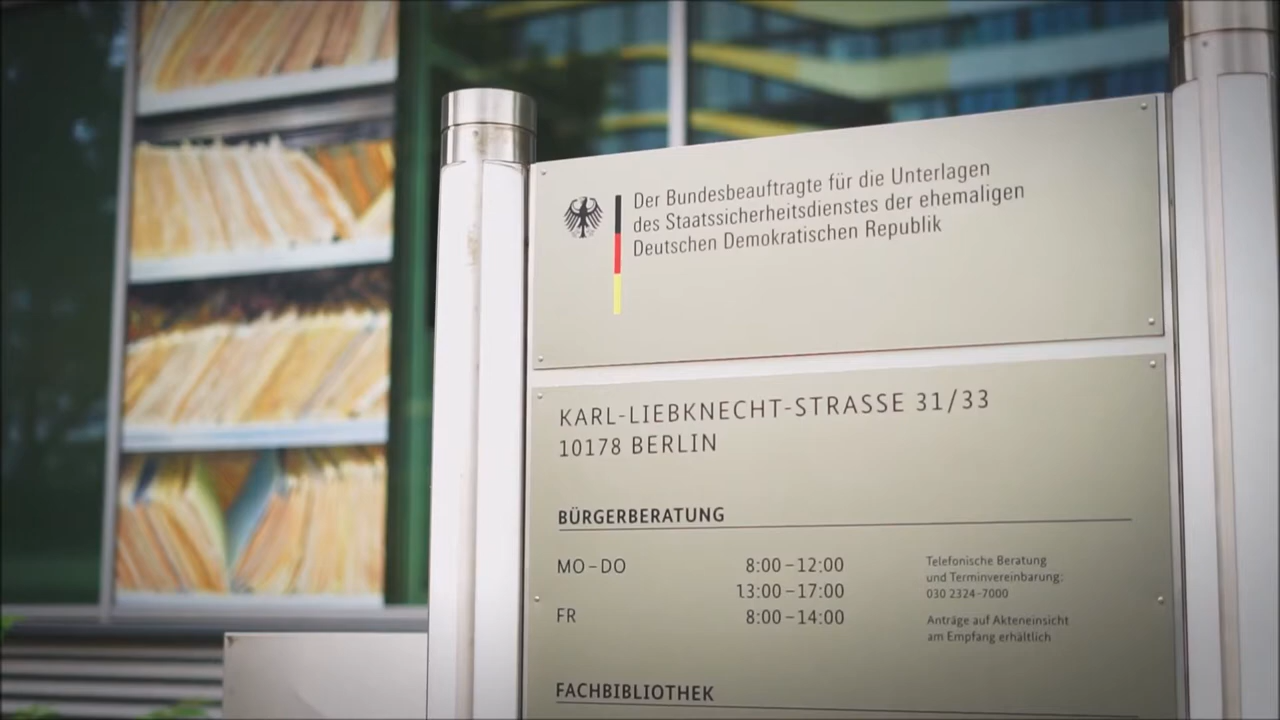 Der Bundesbeauftragte für die Unterlagen
des Staatssicherheitsdienstes der ehemaligen
Deutschen Demokratischen Republik
KARL-LIEBKNECHT-STRASSE 31/33
10178 BERLIN
BÜRGERBERATUNG
MO–DO 8:00–12:00
13:00–17:00
FR 8:00–14:00
Telefonische Beratung
und Terminvereinbarung:
030 2324-7000
Anträge auf Akteneinsicht
am Empfang erhältlich
FACHBIBLIOTHEK